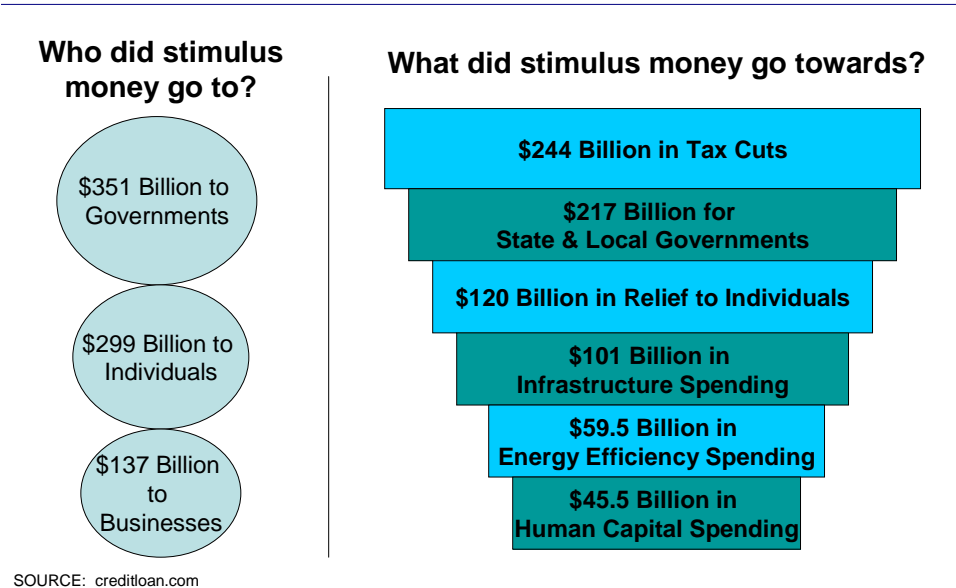 Who did stimulus
money go to?
$351 Billion to
Governments
$299 Billion to
Individuals
$137 Billion
to
Businesses
What did stimulus money go towards?
$244 Billion in Tax Cuts
$217 Billion for
State & Local Governments
$120 Billion in Relief to Individuals
$101 Billion in
Infrastructure Spending
$59.5 Billion in
Energy Efficiency Spending
$45.5 Billion in
Human Capital Spending
SOURCE: creditloan.com